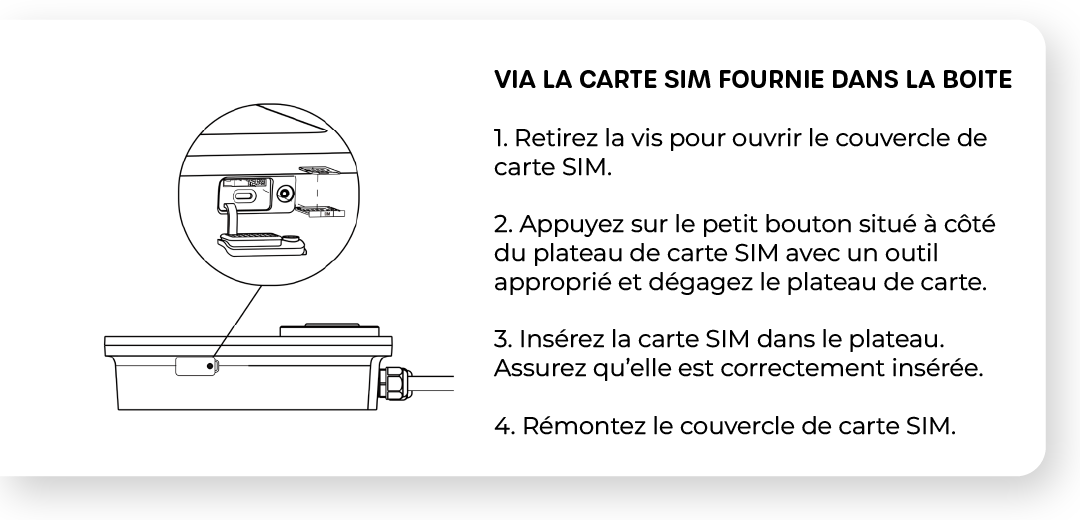 VIA LA CARTE SIM FOURNIE DANS LA BOITE
1. Retirez la vis pour ouvrir le couvercle de
carte SIM.
2. Appuyez sur le petit bouton situé à côté
du plateau de carte SIM avec un outil
approprié et dégagez le plateau de carte.
3. Insérez la carte SIM dans le plateau.
Assurez qu’elle est correctement insérée.
4. Rémontez le couvercle de carte SIM.